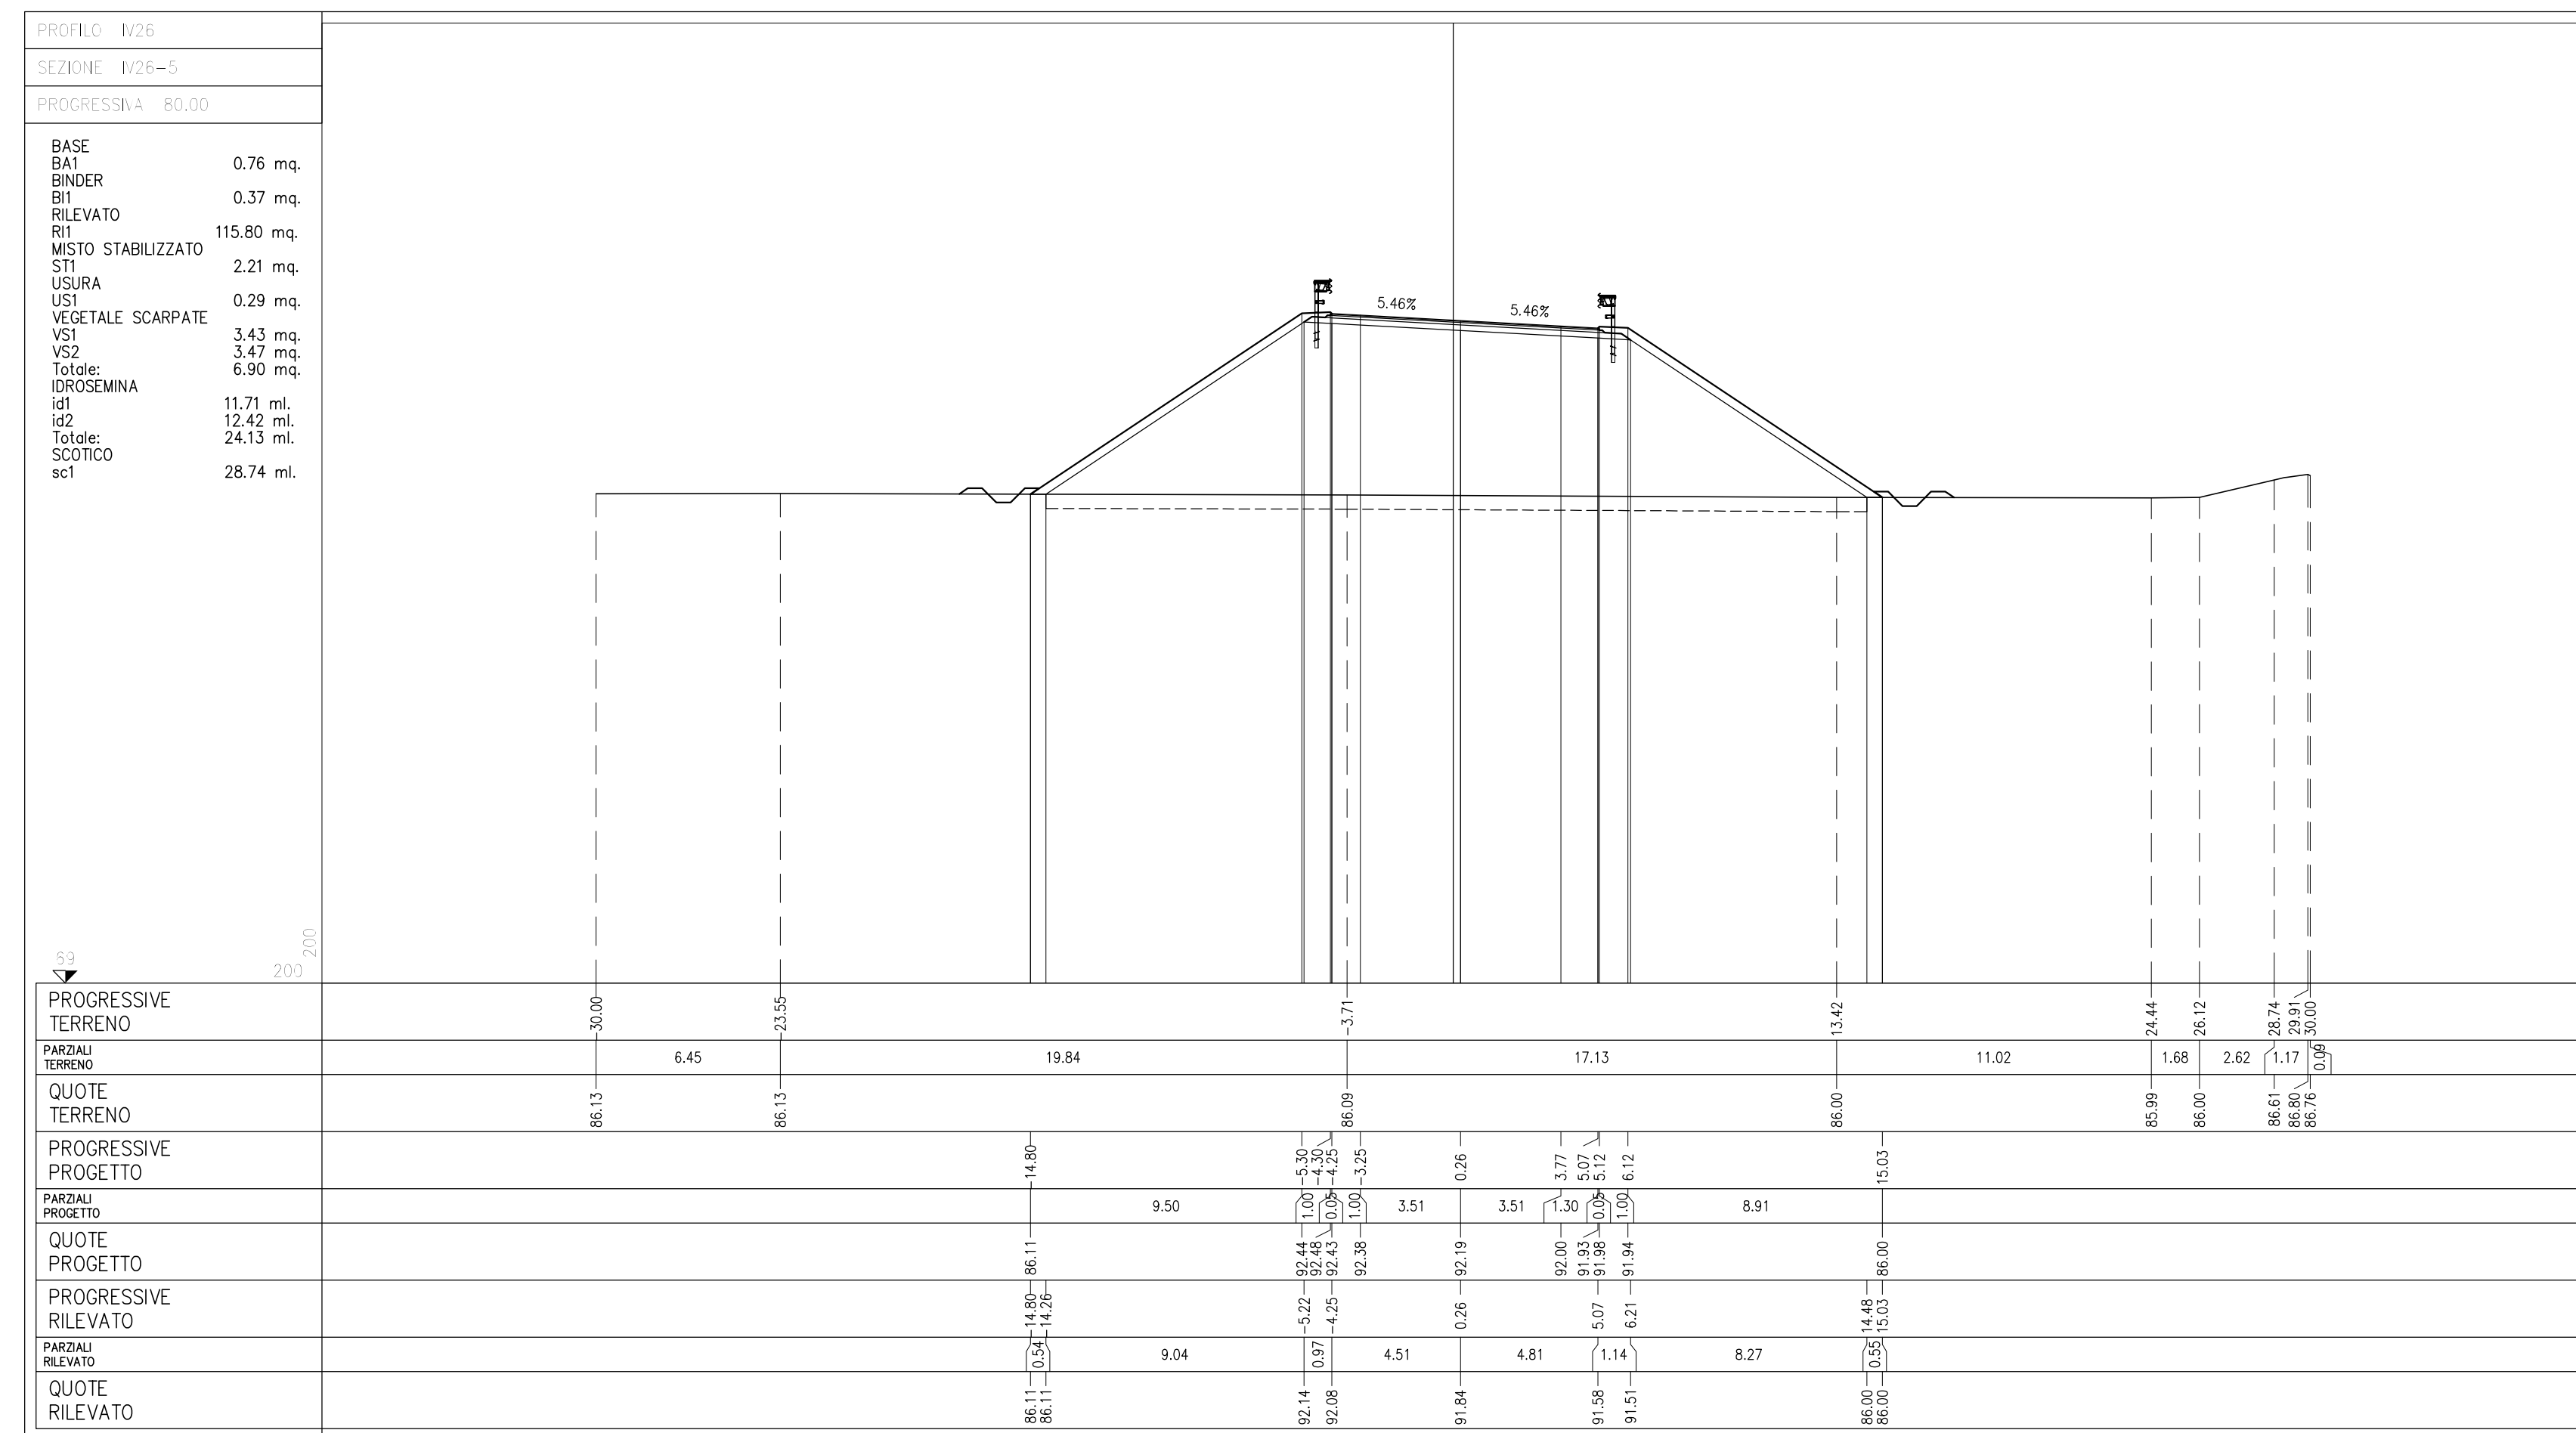 PROFILO IV26
SEZIONE IV26-5
PROGRESSIVA 80.00
BASE
BA1 0.76 mq.
BINDER
BI1 0.37 mq.
RILEVATO
RI1 115.80 mq.
MISTO STABILIZZATO
ST1 2.21 mq.
USURA
US1 0.29 mq.
VEGETALE SCARPATE
VS1 3.43 mq.
VS2 3.47 mq.
Totale: 6.90 mq.
IDROSEMINA
id1 11.71 ml.
id2 12.42 ml.
Totale: 24.13 ml.
SCOTICO
sc1 28.74 ml.
5.46% 5.46%
69 200 200
PROGRESSIVE
TERRENO
-30.00 -23.55 -3.71 13.42 24.44 26.12 28.74 29.91 30.00
PARZIALI
TERRENO
6.45 19.84 17.13 11.02 1.68 2.62 1.17 0.09
QUOTE
TERRENO
86.13 86.13 86.09 86.00 85.99 86.00 86.61 86.80 86.76
PROGRESSIVE
PROGETTO
-14.80 -5.30 -4.30 -4.25 -3.25 0.26 3.77 5.07 5.12 6.12 15.03
PARZIALI
PROGETTO
9.50 1.00 0.05 1.00 3.51 3.51 1.30 0.05 1.00 8.91
QUOTE
PROGETTO
86.11 92.44 92.48 92.43 92.38 92.19 92.00 91.93 91.98 91.94 86.00
PROGRESSIVE
RILEVATO
-14.80 -14.26 -5.22 -4.25 0.26 5.07 6.21 14.48 15.03
PARZIALI
RILEVATO
0.54 9.04 0.97 4.51 4.81 1.14 8.27 0.55
QUOTE
RILEVATO
86.11 86.11 92.14 92.08 91.84 91.58 91.51 86.00 86.00